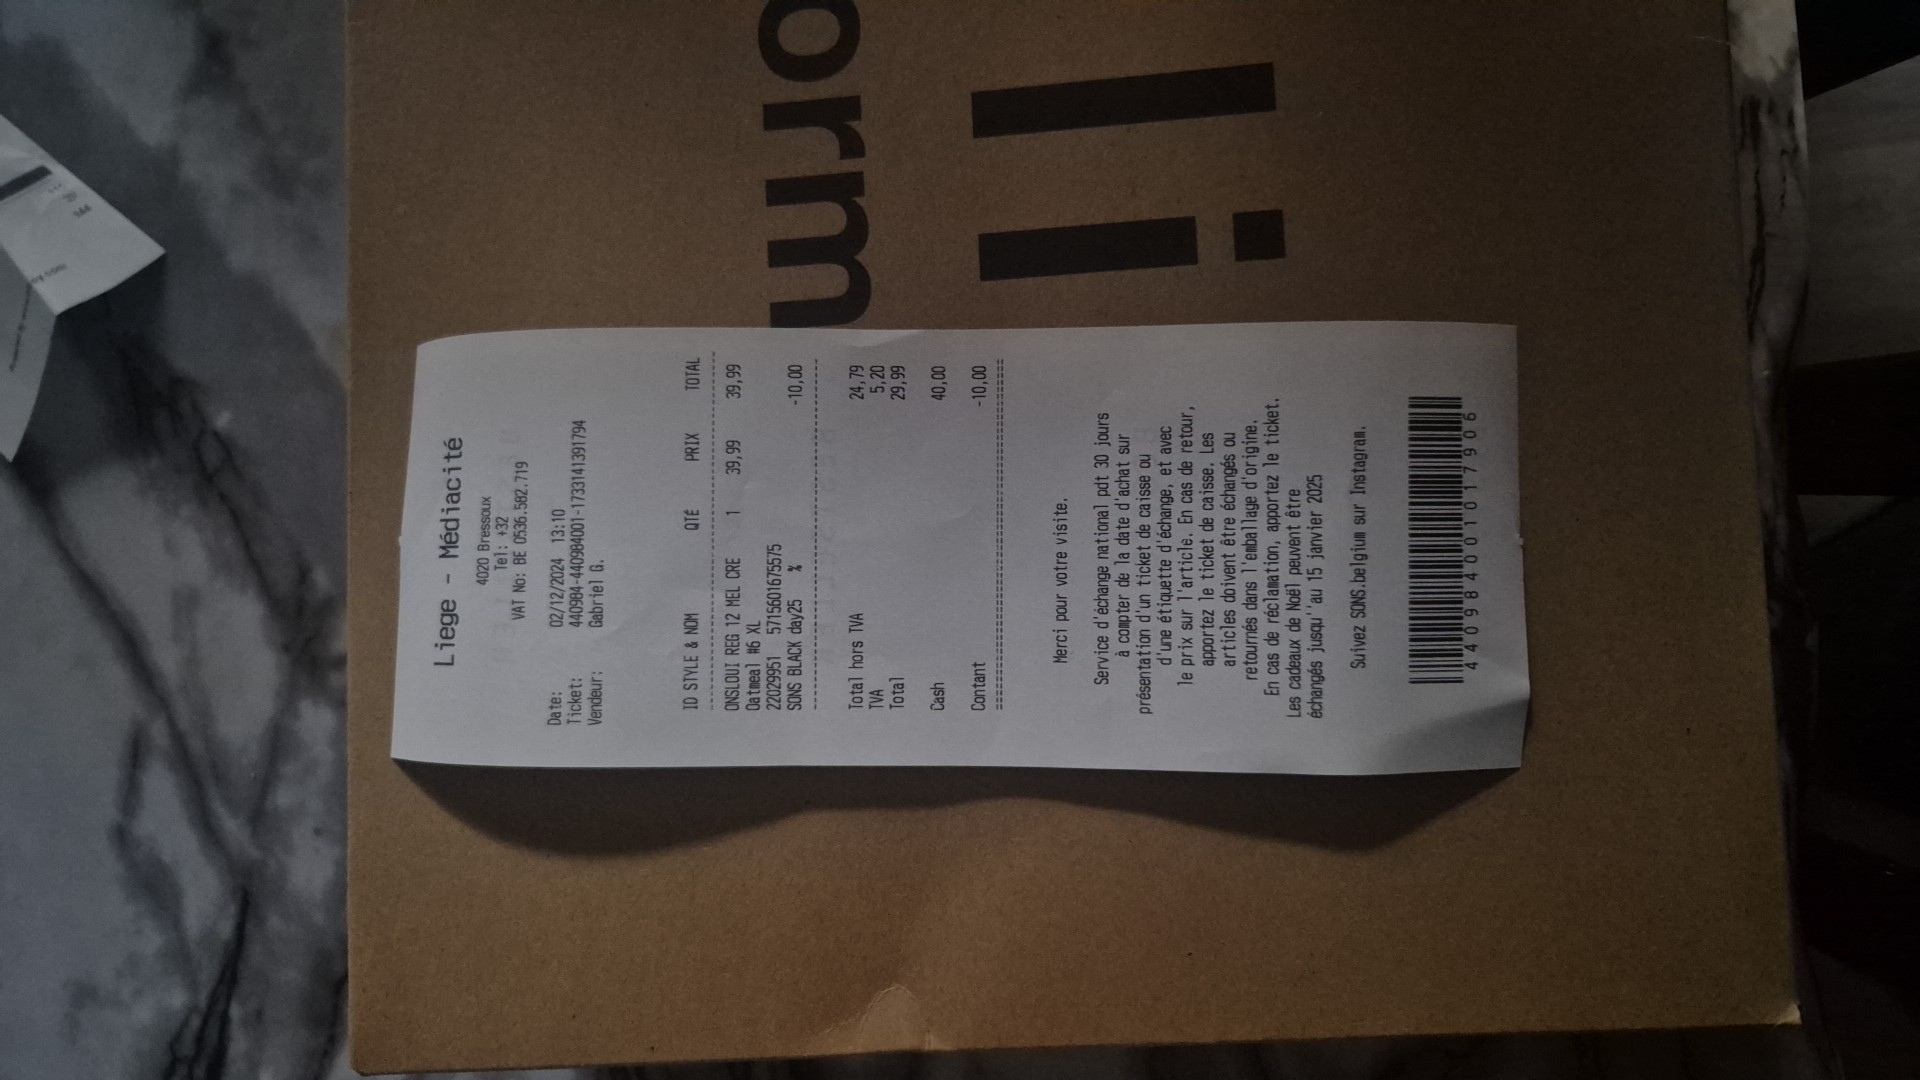 orm
li
Liege - Médiacité
4020 Bressoux
Tel: +32
VAT No: BE 0536.582.719
Date: 02/12/2024 13:10
Ticket: 440984-440984001-1733141391794
Vendeur: Gabriel G.
ID STYLE & NOM QTÉ PRIX TOTAL
ONSLOUI REG 12 MEL CRE 1 39,99 39,99
Oatmeal #6 XL
22029951 5715601675575
SONS BLACK day25 % -10,00
Total hors TVA 24,79
TVA 5,20
Total 29,99
Cash 40,00
Contant -10,00
Merci pour votre visite.
Service d'échange national pdt 30 jours
à compter de la date d'achat sur
présentation d'un ticket de caisse ou
d'une étiquette d'échange, et avec
le prix sur l'article. En cas de retour,
apportez le ticket de caisse. Les
articles doivent être échangés ou
retournés dans l'emballage d'origine.
En cas de réclamation, apportez le ticket.
Les cadeaux de Noël peuvent être
échangés jusqu''au 15 janvier 2025
Suivez SONS.belgium sur Instagram.
4409840010017906